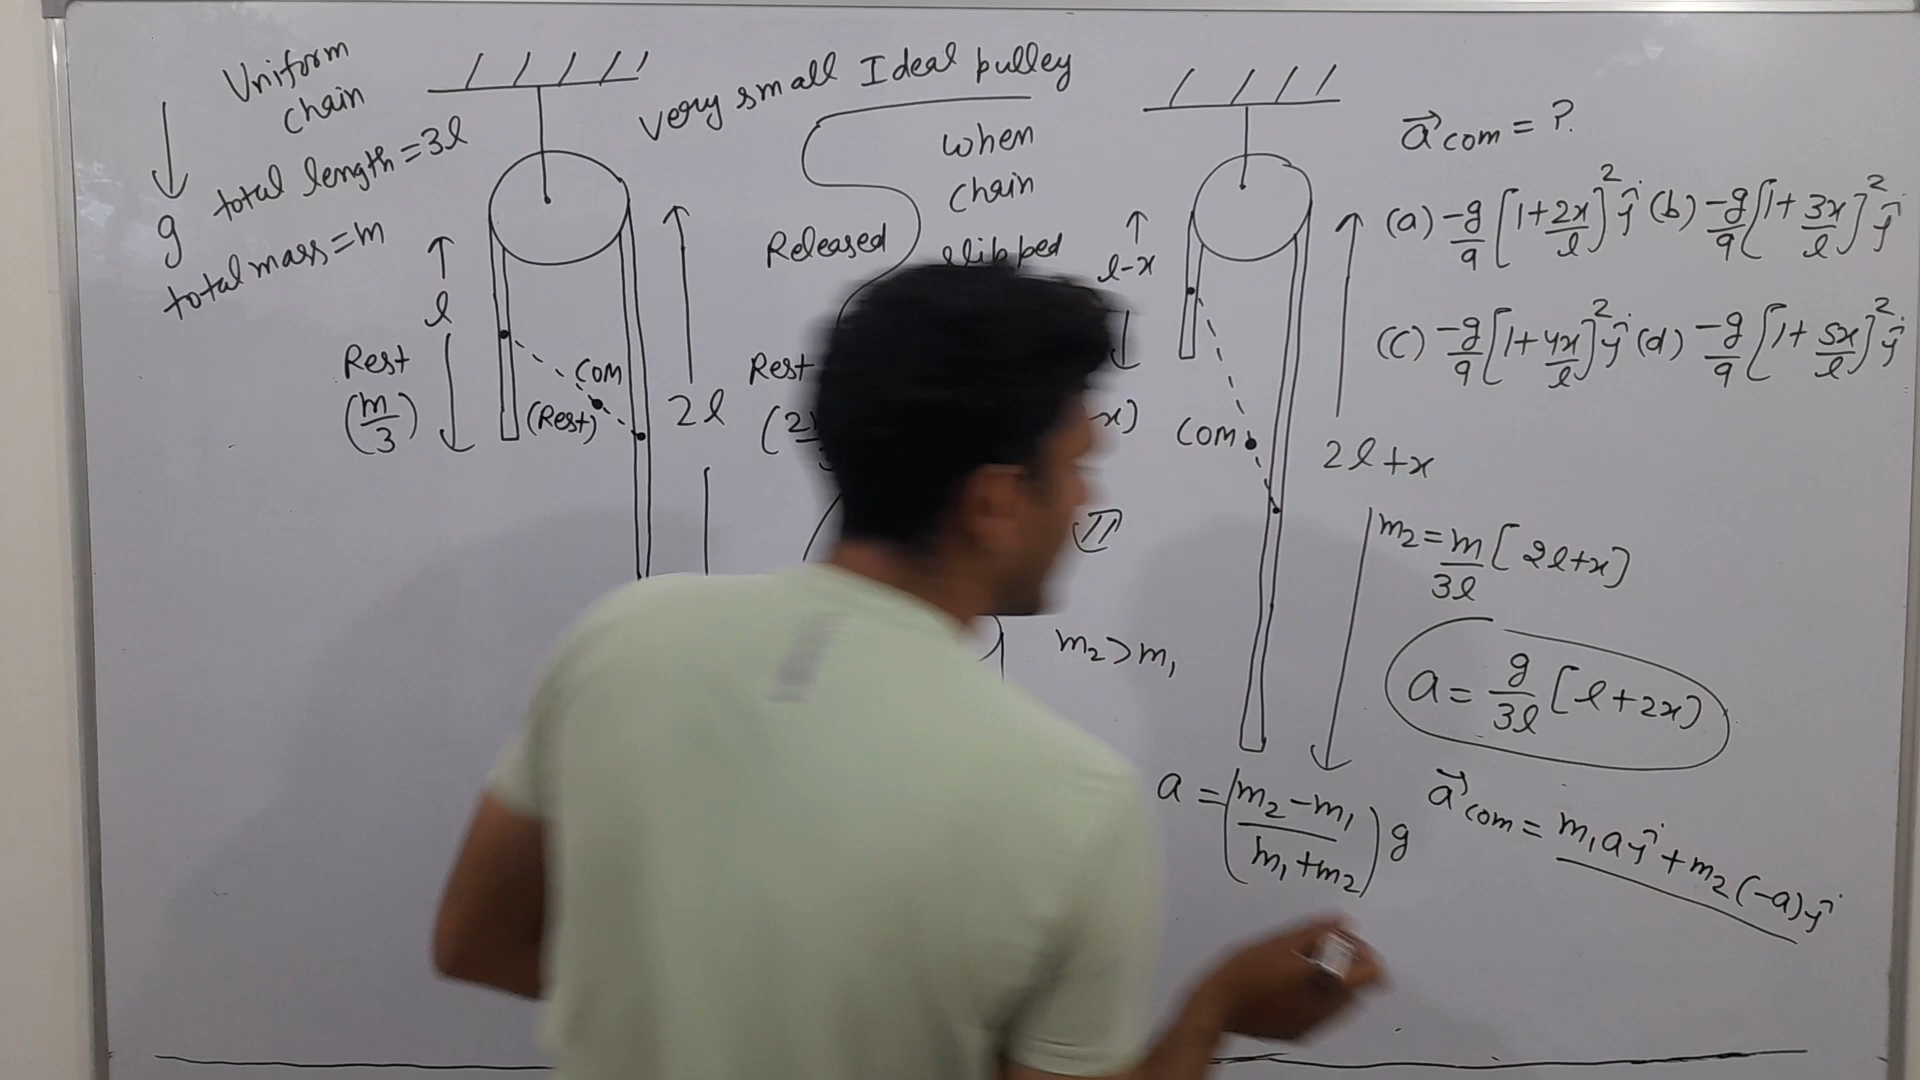 Uniform
chain
total length = 3l
total mass = m
g
l
Rest
(m/3)
COM
(Rest)
2l
very small Ideal pulley
Released
Rest
when
chain
slipped
l-x
COM
2l+x
II
m₂ > m₁
m₂ = m/3l [2l+x]
a = g/3l [l+2x]
a = (m₂-m₁/m₁+m₂) g
a⃗com = m₁aĵ + m₂(-a)ĵ
a⃗com = ?
(a) -g/9 [1+2x/l]² ĵ (b) -g/9 [1+3x/l]² ĵ
(c) -g/9 [1+4x/l]² ĵ (d) -g/9 [1+5x/l]² ĵ